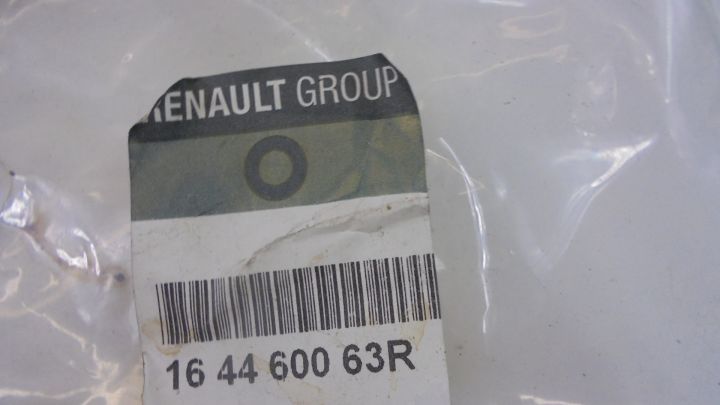 RENAULT GROUP
16 44 600 63R